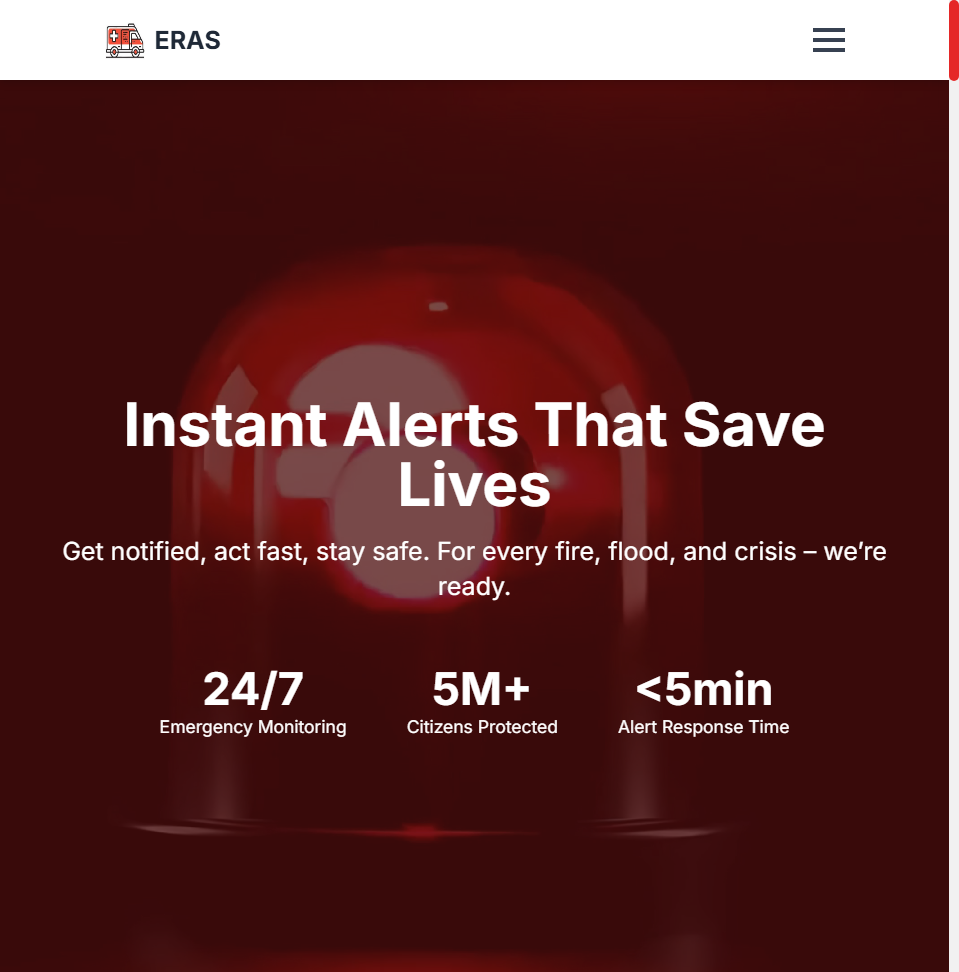 ERAS
Instant Alerts That Save
Lives
Get notified, act fast, stay safe. For every fire, flood, and crisis – we’re
ready.
24/7
Emergency Monitoring
5M+
Citizens Protected
<5min
Alert Response Time